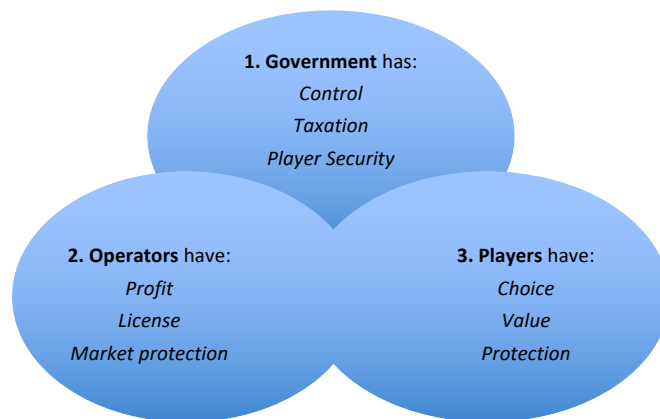 1. Government has:
Control
Taxation
Player Security
2. Operators have:
Profit
License
Market protection
3. Players have:
Choice
Value
Protection